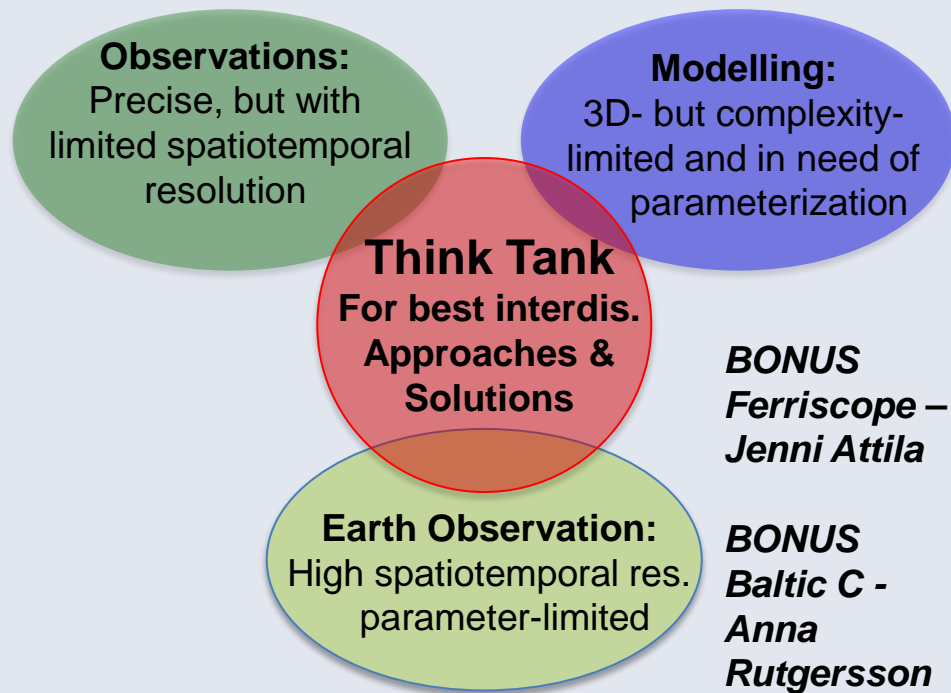 Observations:
Precise, but with
limited spatiotemporal
resolution
Modelling:
3D- but complexity-
limited and in need of
parameterization
Think Tank
For best interdis.
Approaches &
Solutions
Earth Observation:
High spatiotemporal res.
parameter-limited
BONUS
Ferriscope –
Jenni Attila
BONUS
Baltic C -
Anna
Rutgersson